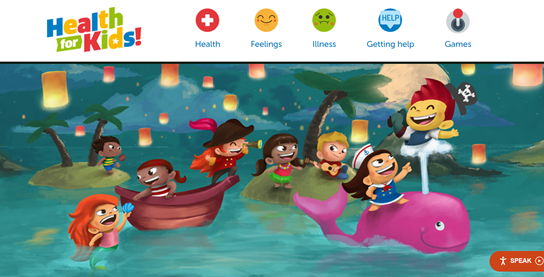 Health
for Kids!
HELP
Health
Feelings
Illness
Getting help
Games
SPEAK